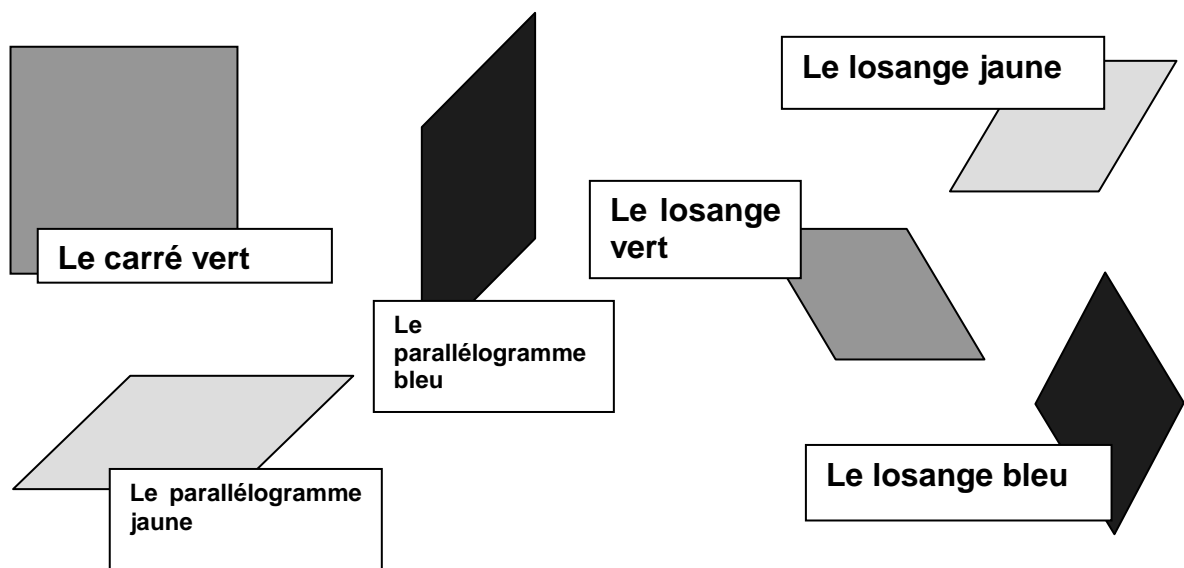 Le losange jaune
Le losange
vert
Le carré vert
Le
parallélogramme
bleu
Le losange bleu
Le parallélogramme
jaune